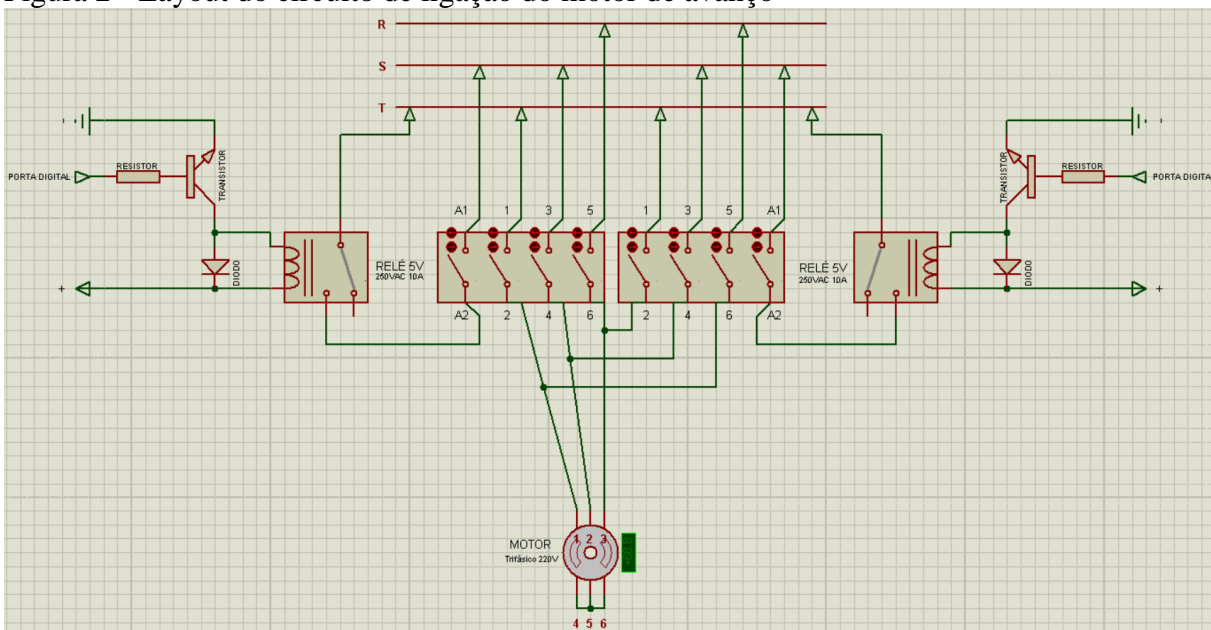 Figura 2 - Layout do circuito de ligação do motor de avanço
R
S
T
- -
- -
RESISTOR
TRANSISTOR
PORTA DIGITAL
TRANSISTOR
RESISTOR
PORTA DIGITA
A1 1 3 5 1 3 5 A1
DIODO
RELÉ 5V
250VAC 10A
RELÉ 5V
250VAC 10A
DIODO
+
+
A2 2 4 6 2 4 6 A2
MOTOR
Trifásico 220V
1 2 3
4 5 6